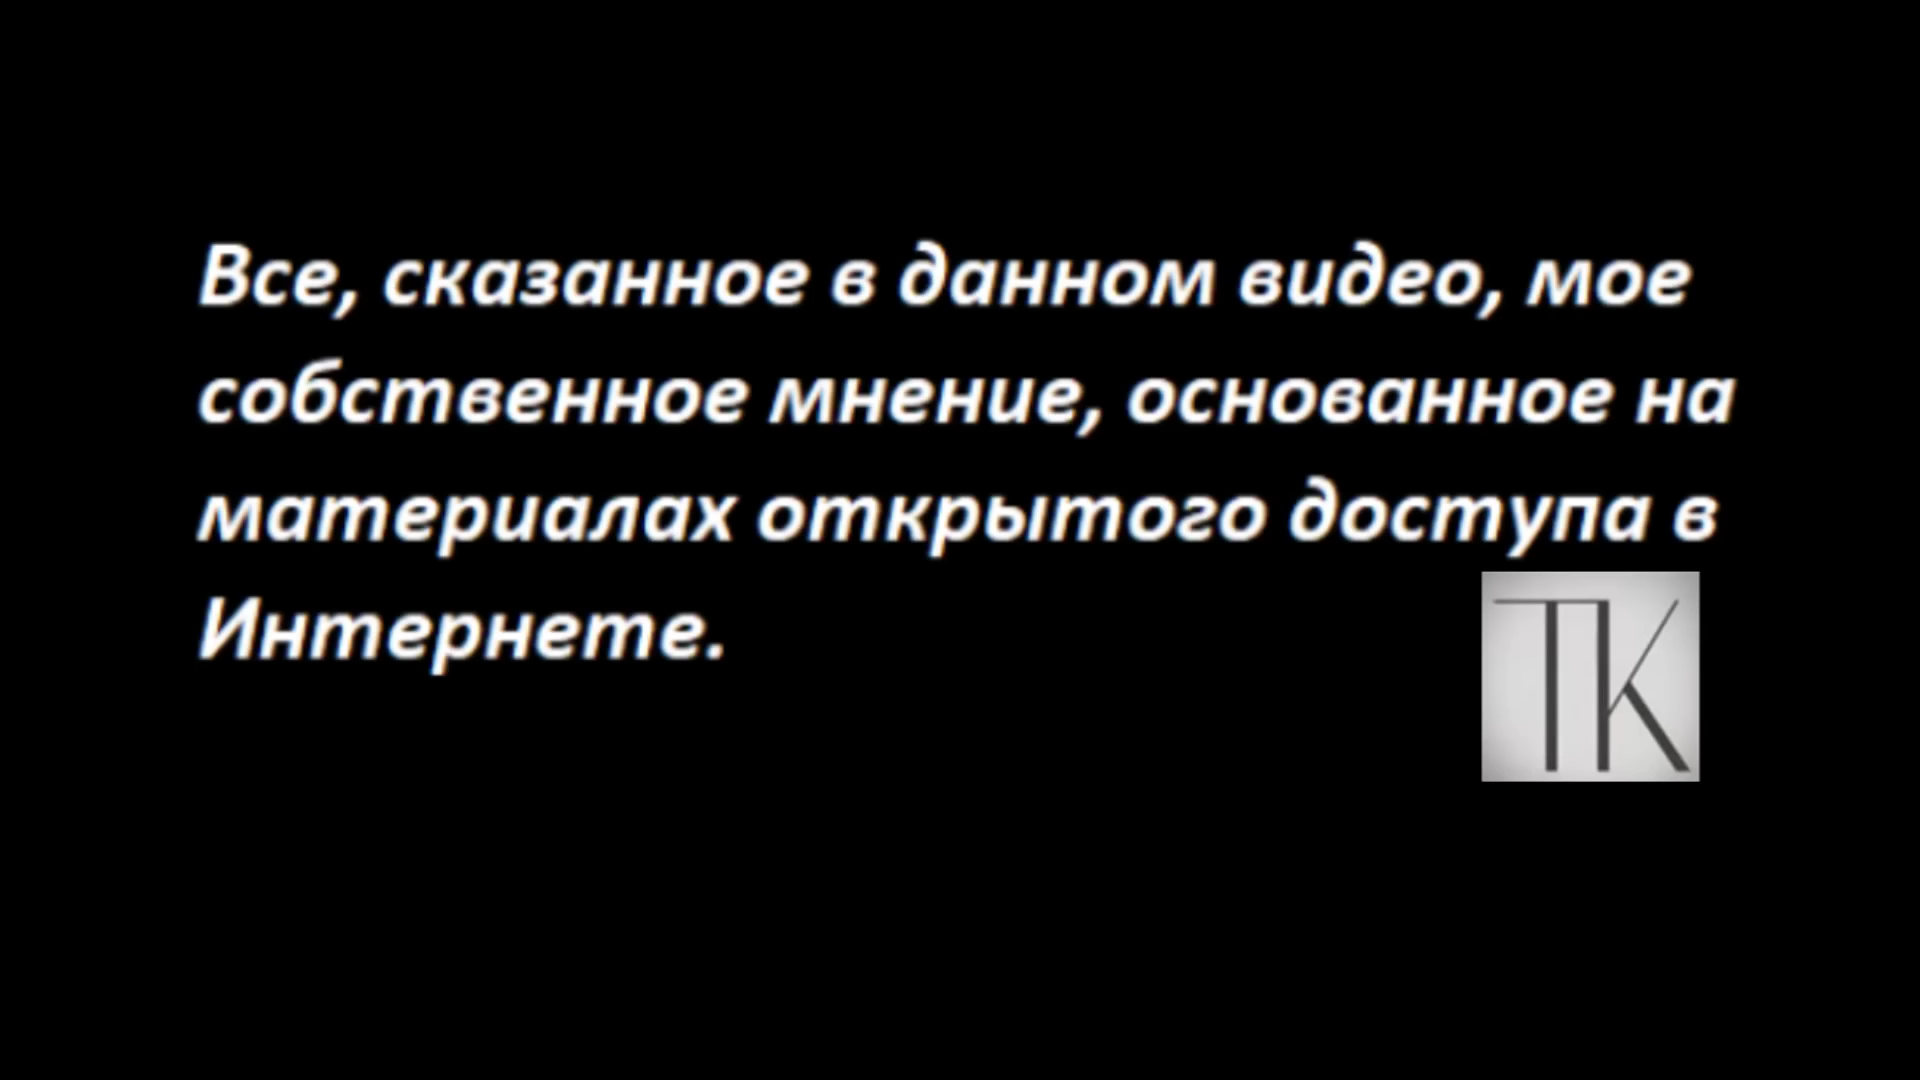 Все, сказанное в данном видео, мое
собственное мнение, основанное на
материалах открытого доступа в
Интернете.
TK